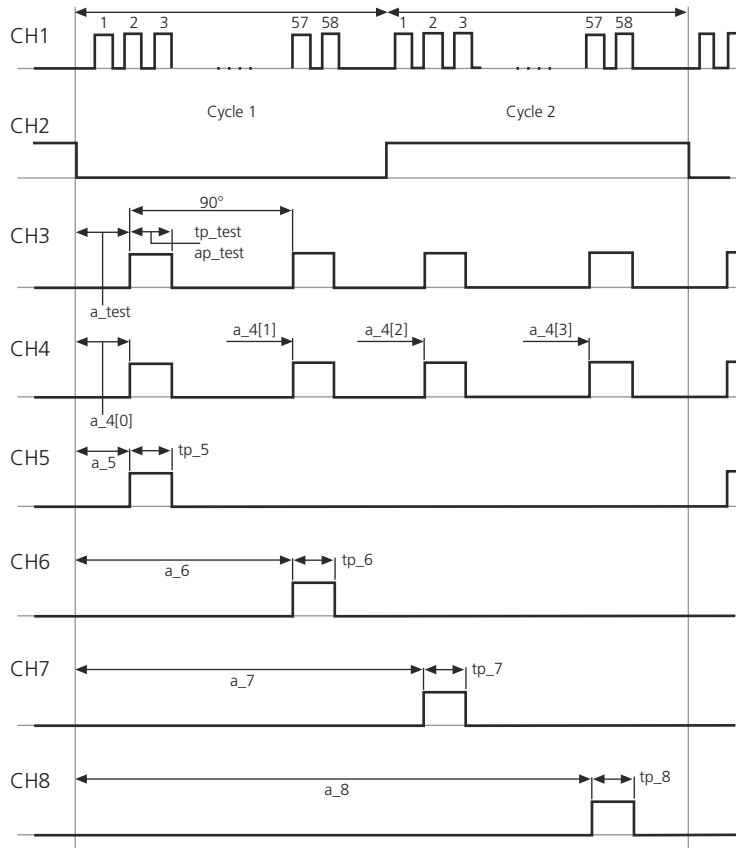 CH1
1 2 3 .... 57 58 1 2 3 .... 57 58
Cycle 1
Cycle 2
CH2
90°
CH3
tp_test
ap_test
a_test
CH4
a_4[1]
a_4[2]
a_4[3]
a_4[0]
CH5
a_5
tp_5
CH6
a_6
tp_6
CH7
a_7
tp_7
CH8
a_8
tp_8